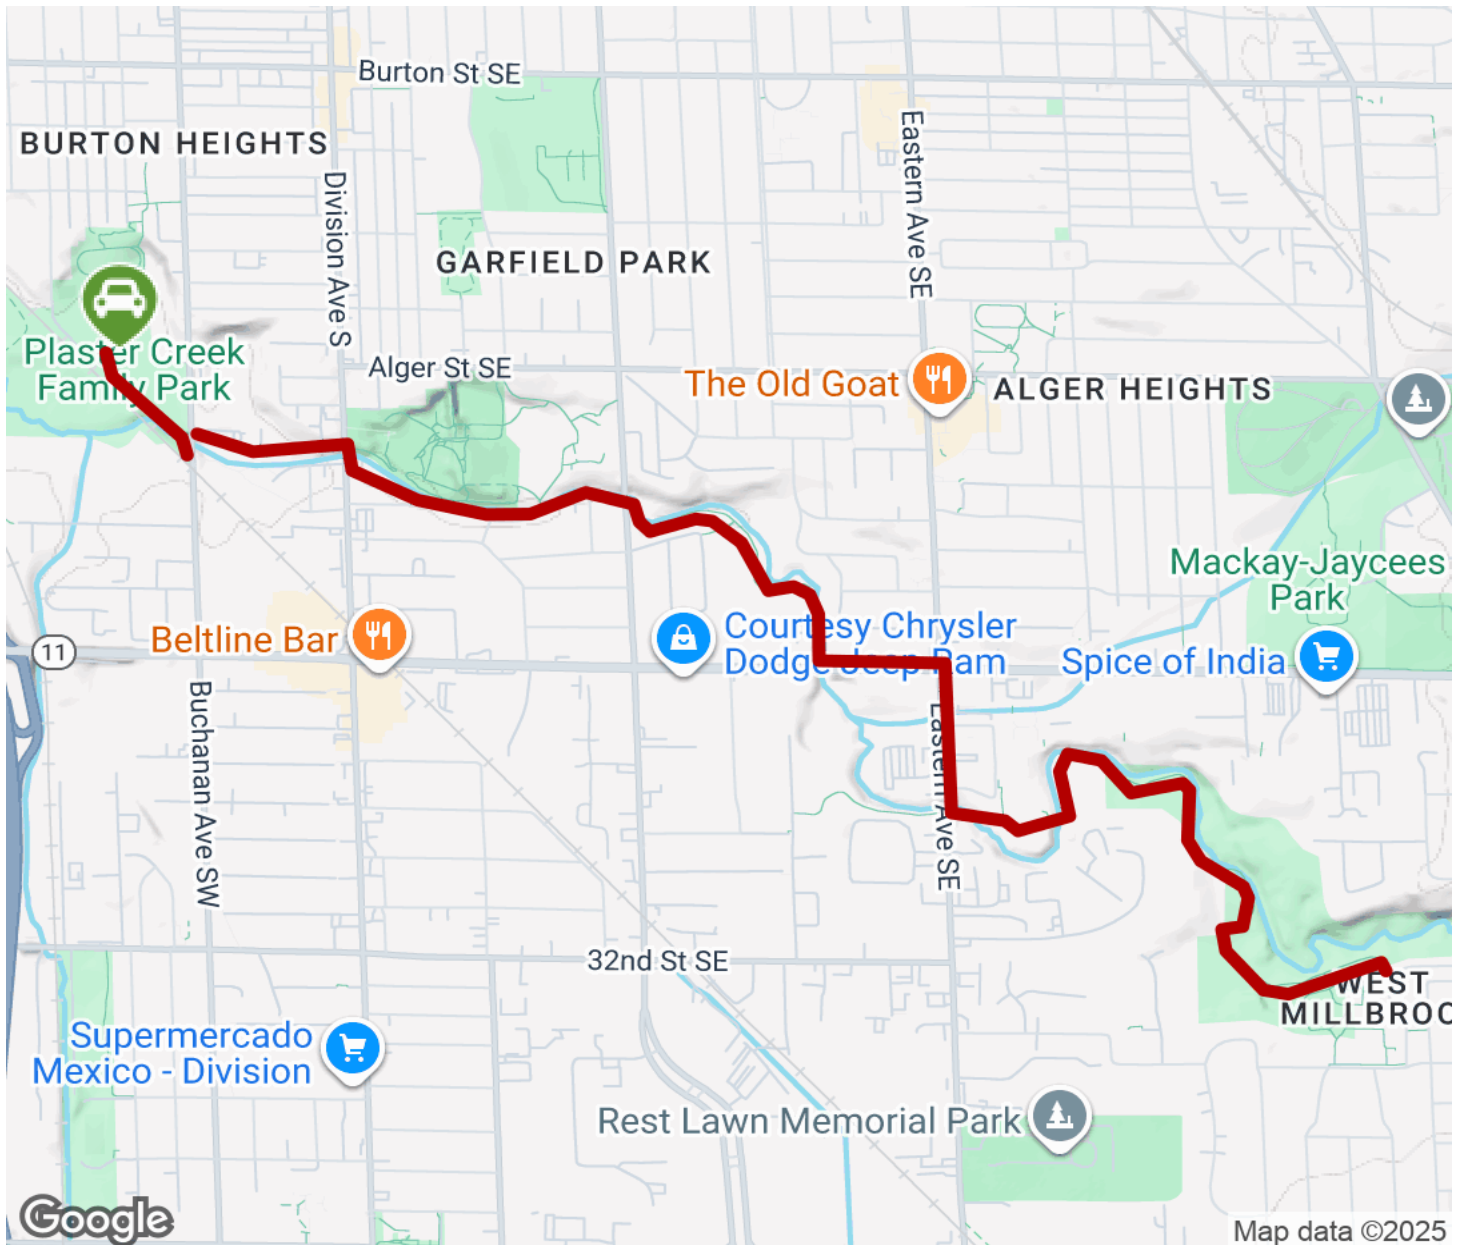 Burton St SE
BURTON HEIGHTS
Eastern Ave SE
Division Ave S
GARFIELD PARK
Plaster Creek
Family Park
Alger St SE
The Old Goat
ALGER HEIGHTS
Mackay-Jaycees
Park
Courtesy Chrysler
Dodge Jeep Ram
Beltline Bar
11
Spice of India
Buchanan Ave SW
Eastern Ave SE
32nd St SE
WEST
MILLBROO
Supermercado
Mexico - Division
Rest Lawn Memorial Park
Google
Map data ©2025